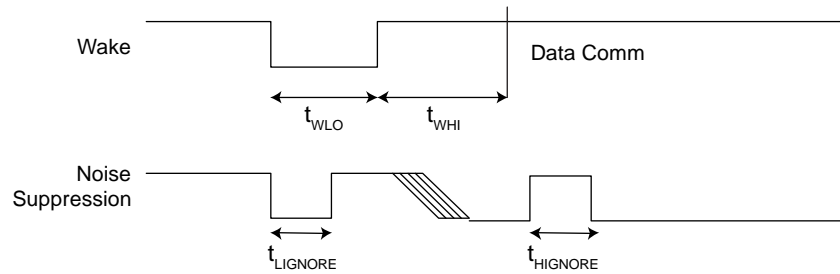 Wake
Data Comm
tWLO
tWHI
Noise
Suppression
tLIGNORE
tHIGNORE